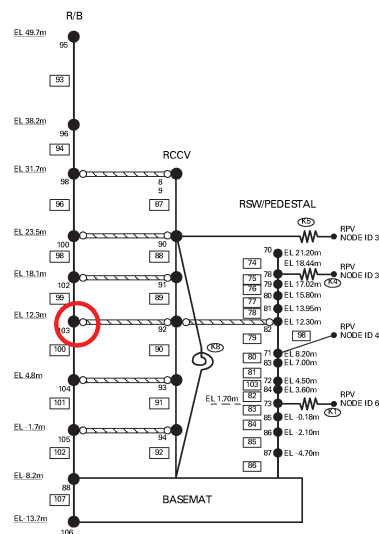 R/B
EL 49.7m
95
93
EL 38.2m
96
94
EL 31.7m
98
RCCV
8
9
96
87
RSW/PEDESTAL
EL 23.5m
100
90
K5
RPV
NODE ID 3
98
88
70
EL 21.20m
74
EL 18.44m
78
K4
RPV
NODE ID 3
EL 18.1m
102
91
75
79
EL 17.02m
76
80
EL 15.80m
99
89
77
81
EL 13.95m
78
EL 12.3m
103
92
82
EL 12.30m
79
98
RPV
NODE ID 4
100
90
K8
71
EL 8.20m
80
83
EL 7.00m
81
EL 4.8m
104
93
72
EL 4.50m
103
84
EL 3.60m
82
101
91
EL 1.70m
73
K1
RPV
NODE ID 6
83
85
EL -0.18m
84
EL -1.7m
105
94
86
EL -2.10m
85
102
92
87
EL -4.70m
86
EL-8.2m
88
107
BASEMAT
EL-13.7m
106